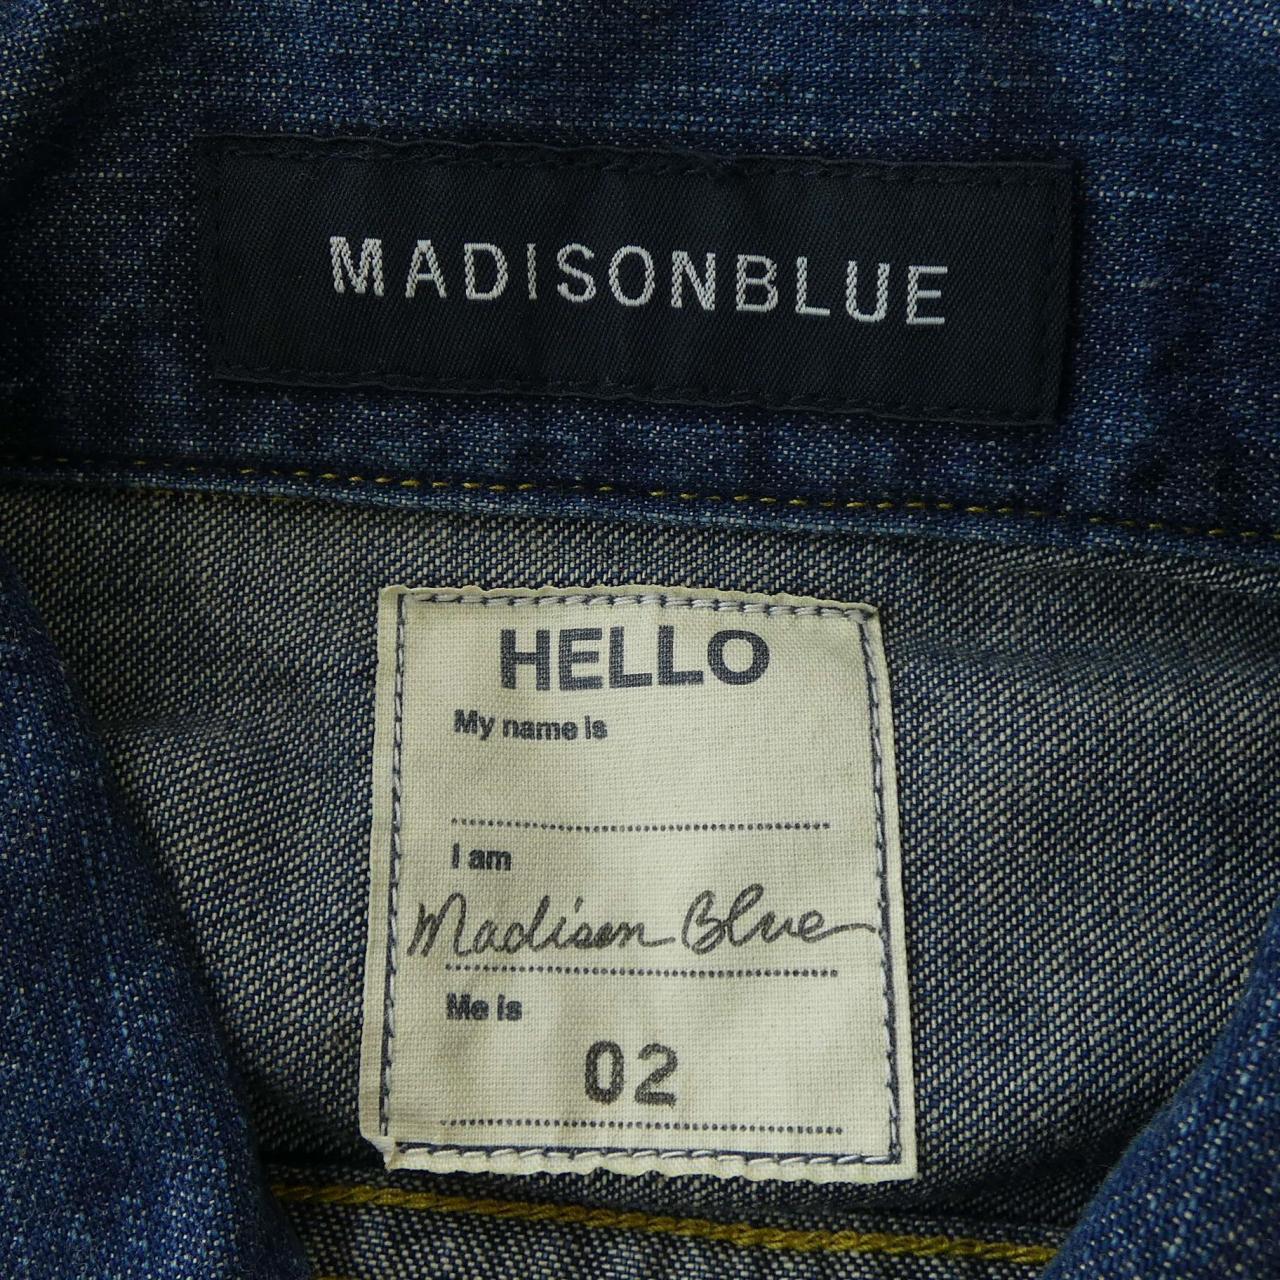 MADISONBLUE
HELLO
My name is
I am
Madison Blue
Me is
02